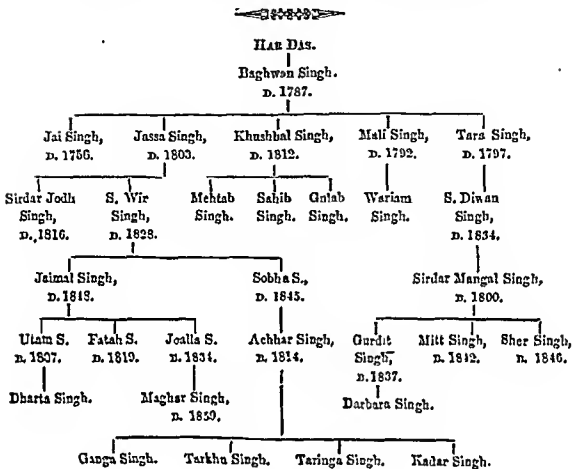 HAR DAS.
Baghwan Singh.
D. 1787.
Jai Singh, Jassa Singh, Khushhal Singh, Mali Singh, Tara Singh,
D. 1756. D. 1803. D. 1812. D. 1792. D. 1797.
Sirdar Jodh S. Wir Mehtab Sahib Gulab Wariam S. Diwan
Singh, Singh, Singh. Singh. Singh. Singh. Singh,
D. 1816. D. 1828. D. 1834.
Jaimal Singh, Sobha S., Sirdar Mangal Singh,
D. 1843. D. 1845. D. 1800.
Utam S. Fatah S. Joalla S. Achhar Singh, Gurdit Mitt Singh, Sher Singh,
B. 1807. B. 1819. B. 1834. B. 1814. Singh, B. 1842. B. 1846.
B. 1837.
Dharta Singh. Maghar Singh, Darbara Singh.
B. 1859.
Ganga Singh. Tarkhu Singh. Taringa Singh. Kadar Singh.